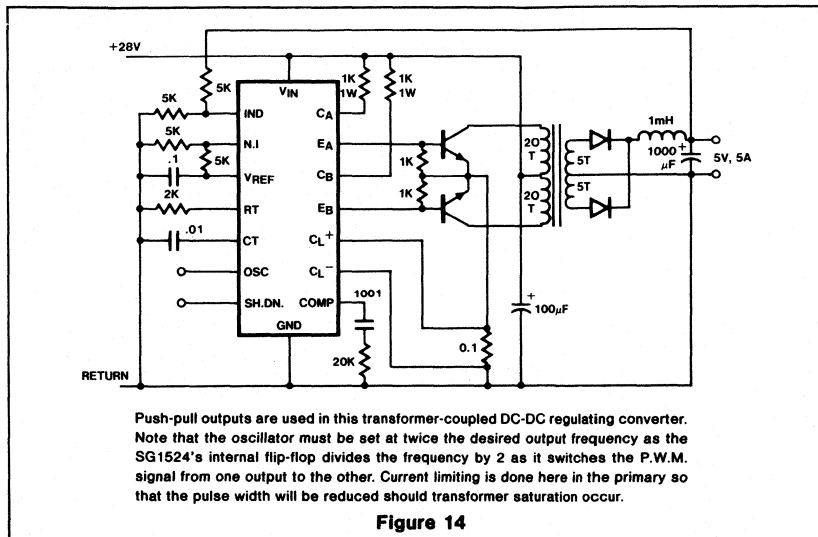 +28V
5K
1K
1W
1K
1W
VIN
5K
IND
CA
5K
N.I
EA
5K
.1
VREF
CB
1K
20
T
5T
1mH
1000 +
µF
5V, 5A
2K
RT
EB
1K
20
T
5T
.01
CT
CL+
OSC
CL−
SH.DN.
COMP
1001
+
100µF
GND
20K
0.1
RETURN
Push-pull outputs are used in this transformer-coupled DC-DC regulating converter.
Note that the oscillator must be set at twice the desired output frequency as the
SG1524's internal flip-flop divides the frequency by 2 as it switches the P.W.M.
signal from one output to the other. Current limiting is done here in the primary so
that the pulse width will be reduced should transformer saturation occur.
Figure 14